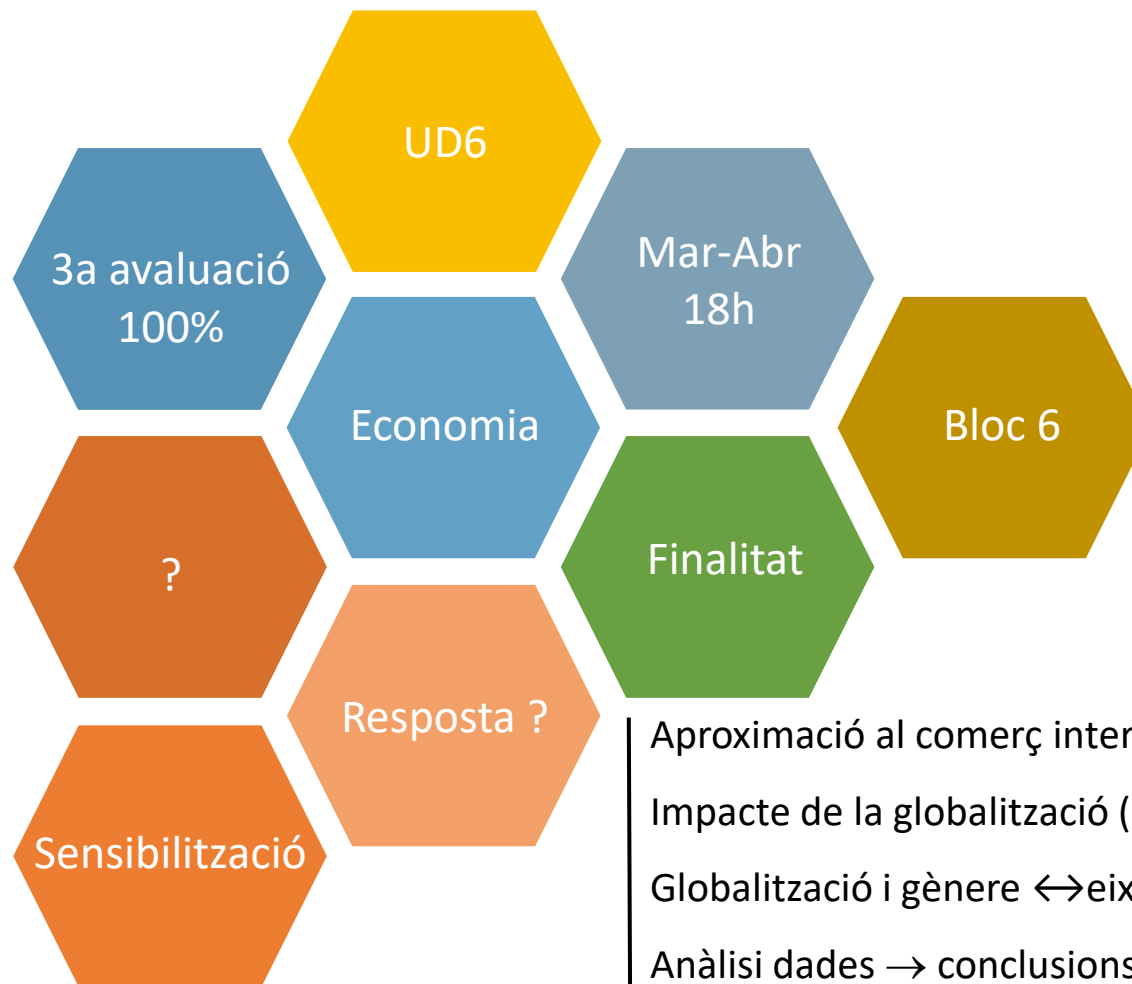 UD6
3a avaluació
100%
Mar-Abr
18h
Economia
Bloc 6
?
Finalitat
Resposta ?
Sensibilització
Aproximació al comerç
Impacte de la globalització (
Globalització i gènere ↔eix
Anàlisi dades → conclusions